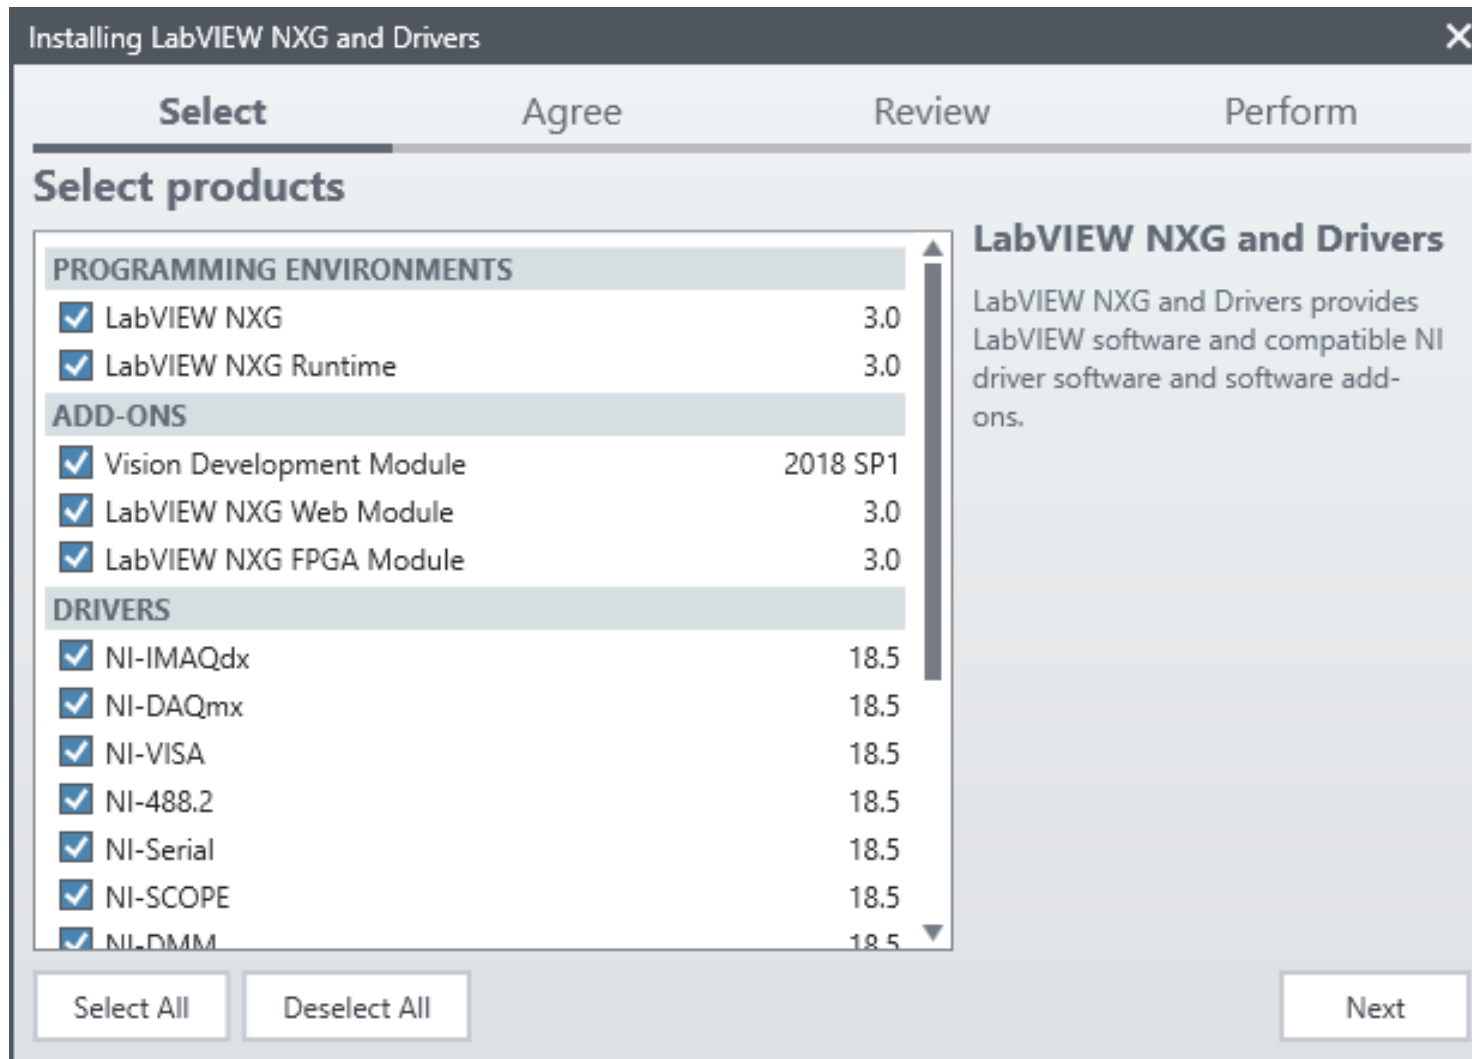 Installing LabVIEW NXG and Drivers
Select Agree Review Perform
Select products
PROGRAMMING ENVIRONMENTS
LabVIEW NXG 3.0
LabVIEW NXG Runtime 3.0
ADD-ONS
Vision Development Module 2018 SP1
LabVIEW NXG Web Module 3.0
LabVIEW NXG FPGA Module 3.0
DRIVERS
NI-IMAQdx 18.5
NI-DAQmx 18.5
NI-VISA 18.5
NI-488.2 18.5
NI-Serial 18.5
NI-SCOPE 18.5
NI-DMM 18.5
LabVIEW NXG and Drivers
LabVIEW NXG and Drivers provides
LabVIEW software and compatible NI
driver software and software add-
ons.
Select All Deselect All Next